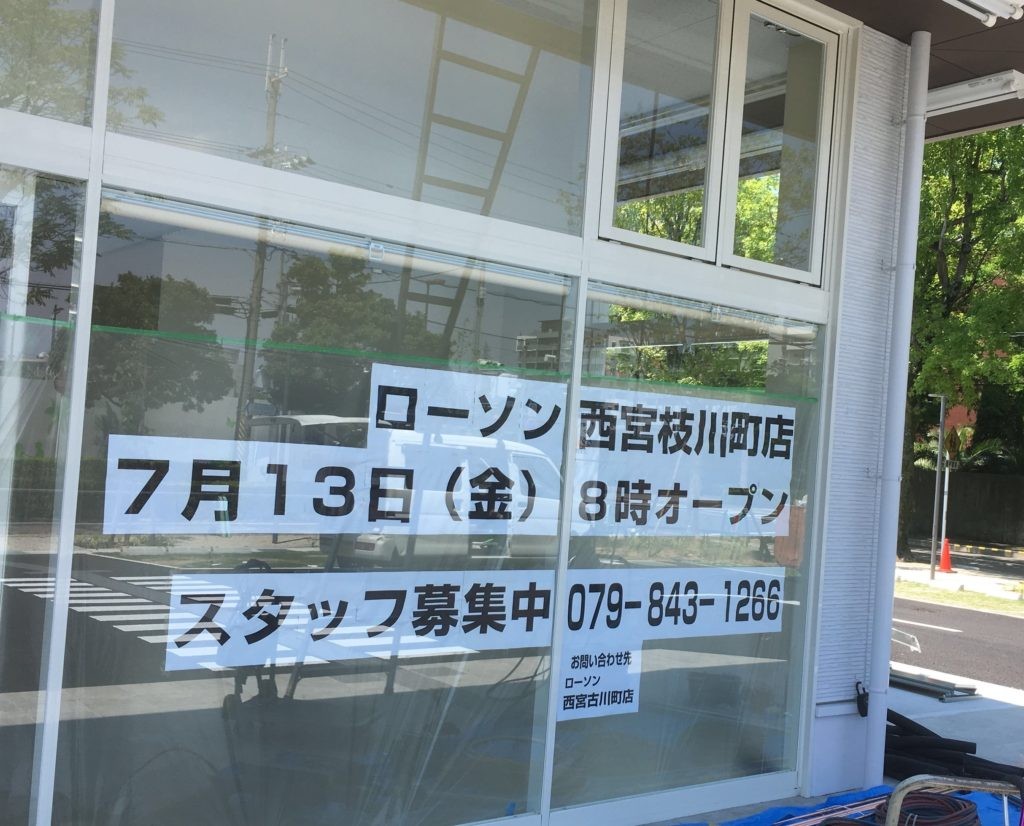 ローソン 西宮枝川町店
7月13日(金) 8時オープン
スタッフ募集中 079-843-1266
お問い合わせ先
ローソン
西宮古川町店